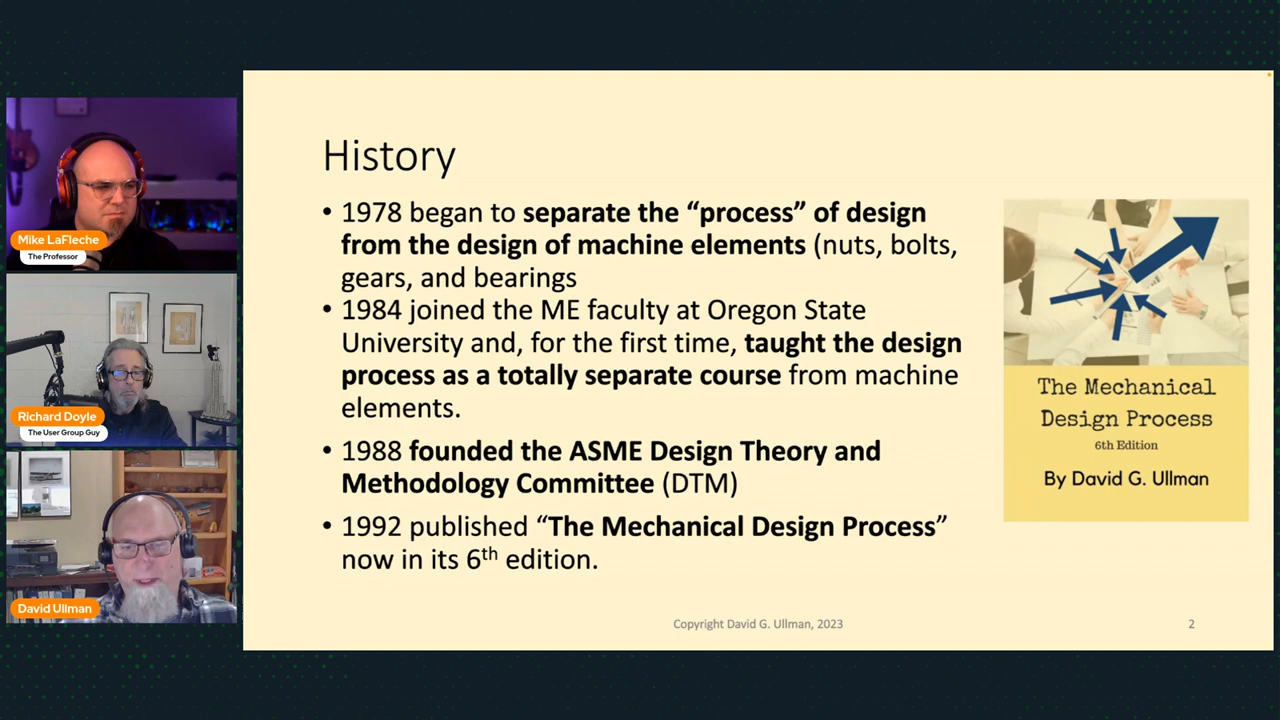 Mike LaFleche
The Professor
Richard Doyle
The User Group Guy
David Ullman
History
• 1978 began to separate the “process” of design
from the design of machine elements (nuts, bolts,
gears, and bearings
• 1984 joined the ME faculty at Oregon State
University and, for the first time, taught the design
process as a totally separate course from machine
elements.
• 1988 founded the ASME Design Theory and
Methodology Committee (DTM)
• 1992 published “The Mechanical Design Process”
now in its 6th edition.
The Mechanical
Design Process
6th Edition
By David G. Ullman
Copyright David G. Ullman, 2023
2